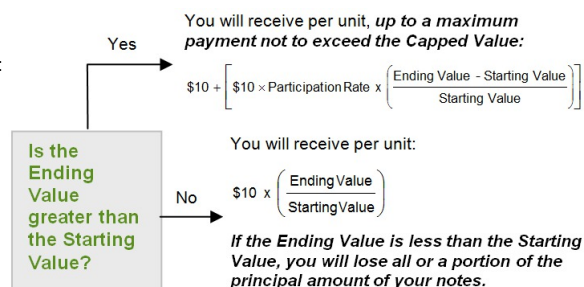 You will receive per unit, up to a maximum
payment not to exceed the Capped Value:
Yes
$10 + [ $10 × Participation Rate x ( Ending Value - Starting Value / Starting Value ) ]
Is the
Ending
Value
greater than
the Starting
Value?
No
You will receive per unit:
$10 x ( Ending Value / Starting Value )
If the Ending Value is less than the Starting
Value, you will lose all or a portion of the
principal amount of your notes.